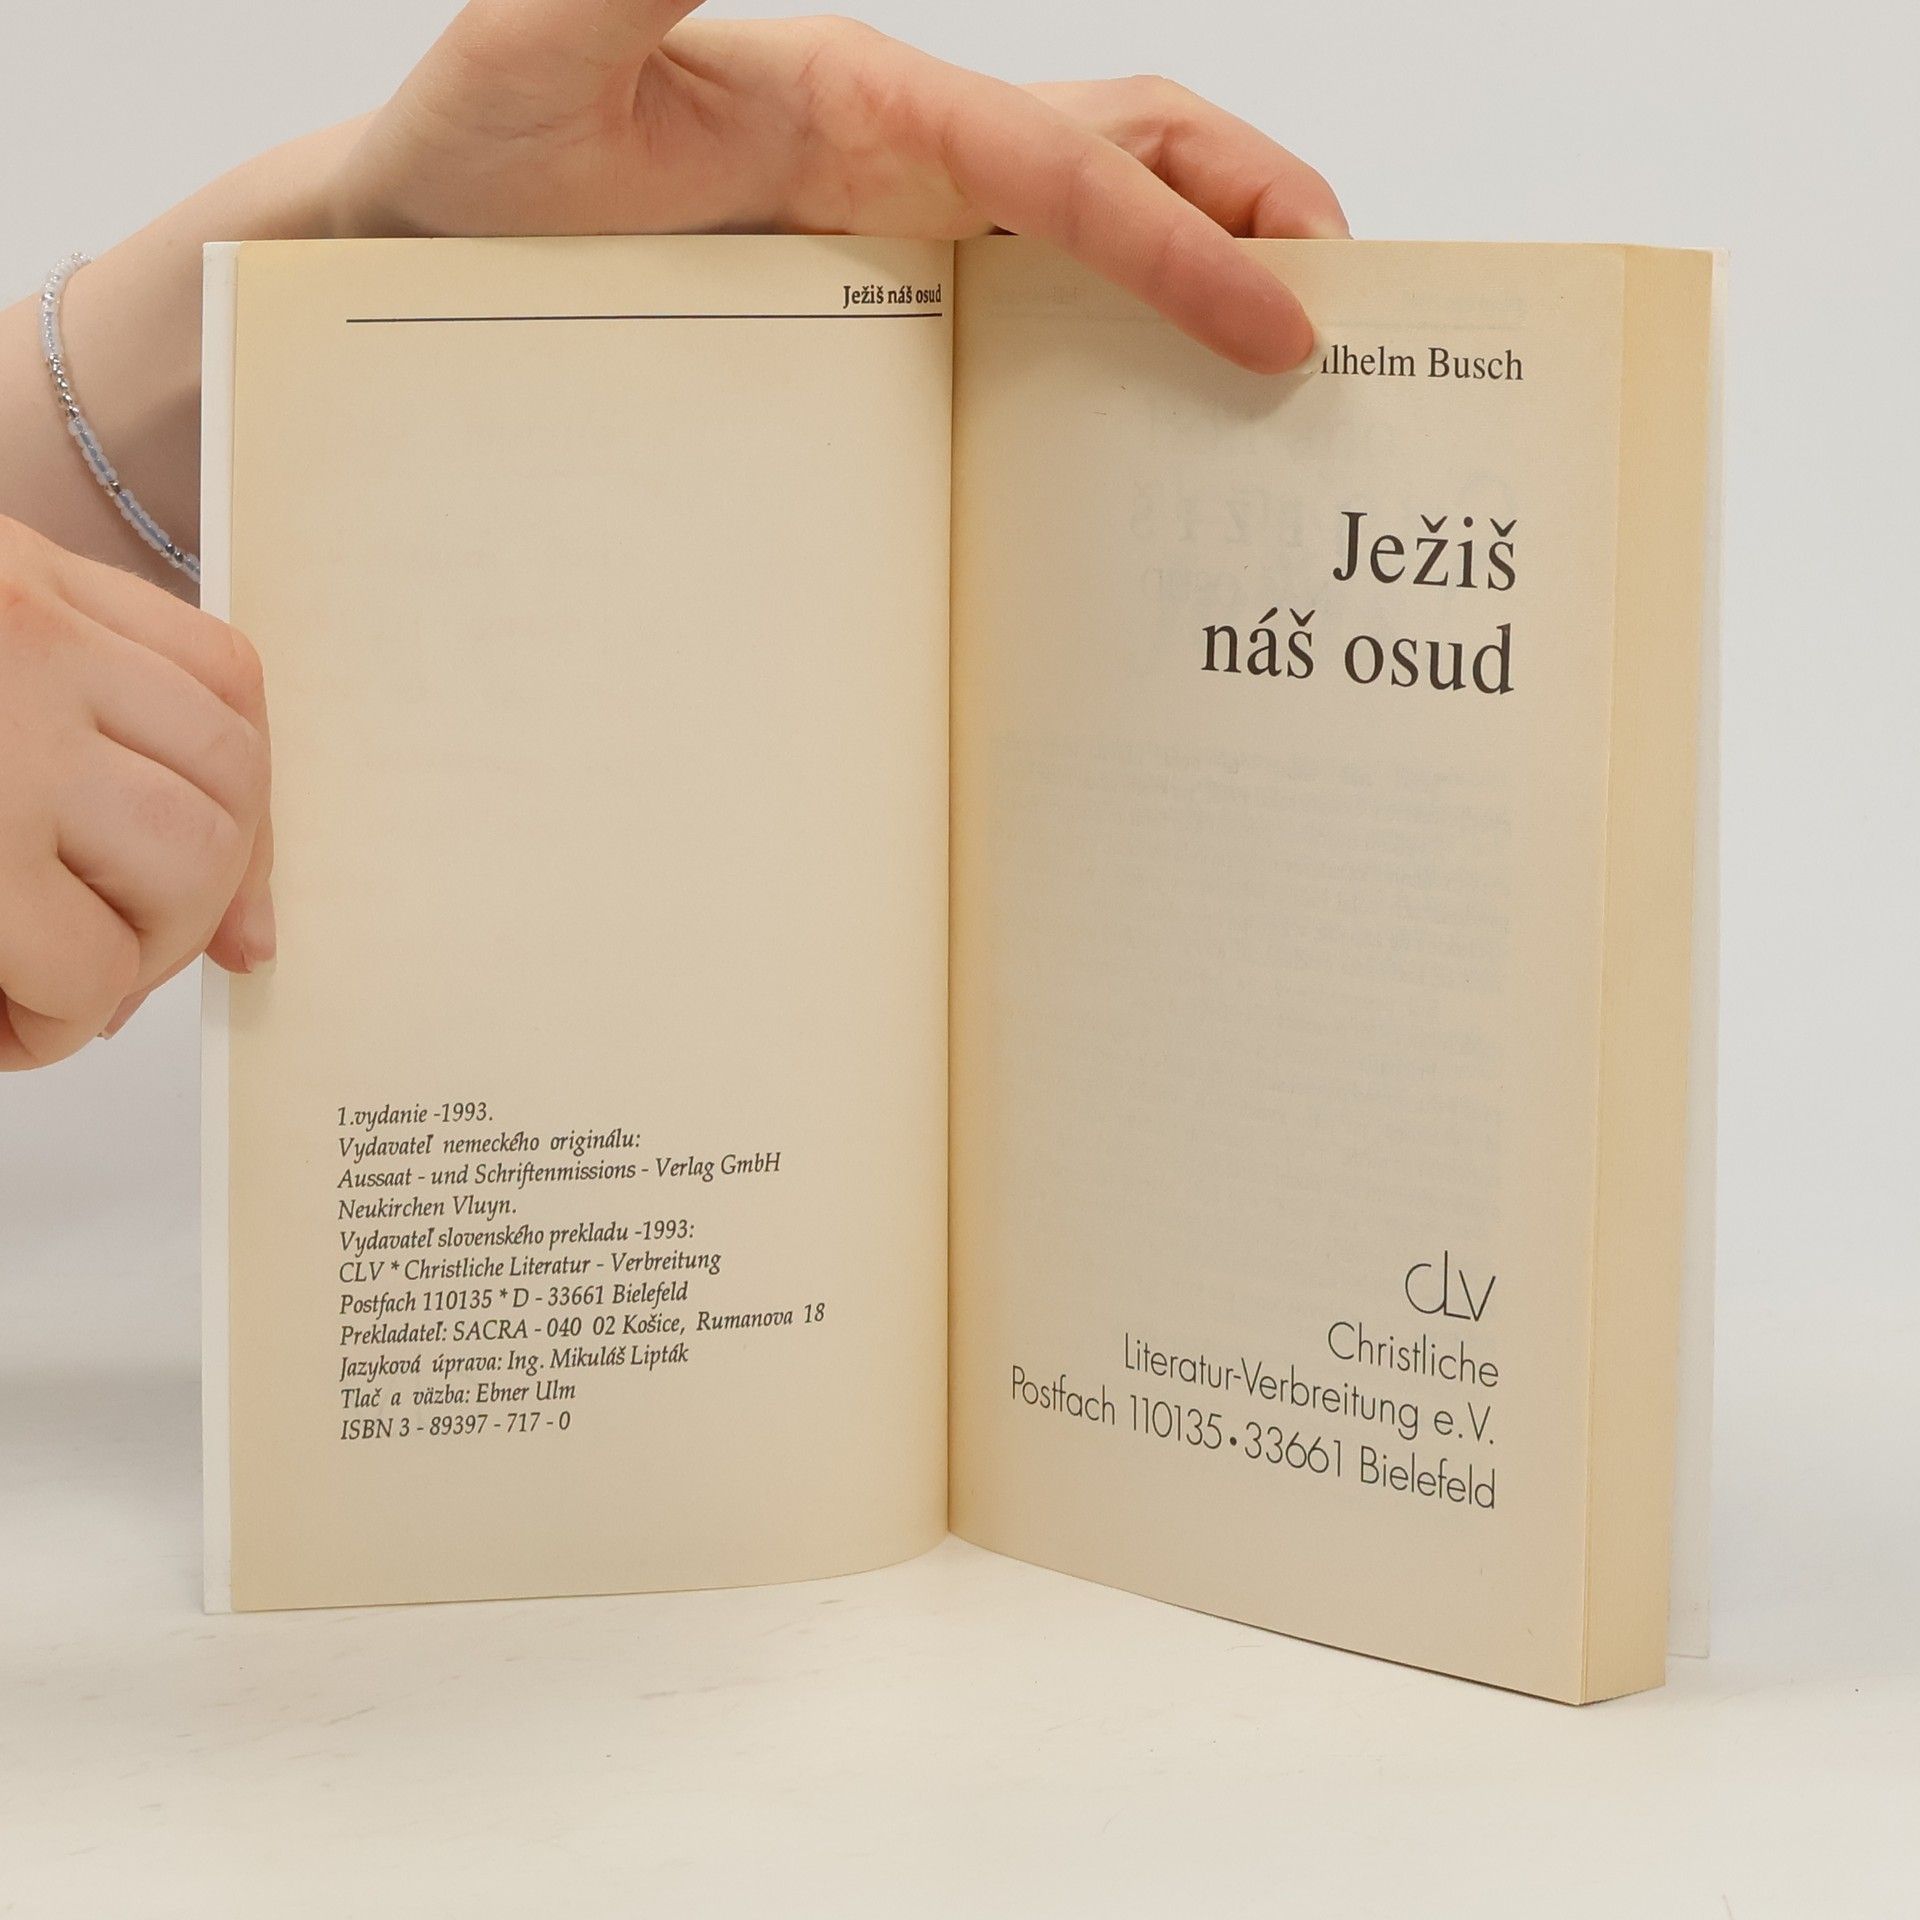 Ježiš náš osud
1.vydanie -1993.
Vydavateľ nemeckého originálu:
Aussaat - und Schriftenmissions - Verlag GmbH
Neukirchen Vluyn.
Vydavateľ slovenského prekladu -1993:
CLV * Christliche Literatur - Verbreitung
Postfach 110135 * D - 33661 Bielefeld
Prekladateľ: SACRA - 040 02 Košice, Rumanova 18
Jazyková úprava: Ing. Mikuláš Lipták
Tlač a väzba: Ebner Ulm
ISBN 3 - 89397 - 717 - 0
Busch
Ježiš
náš osud
CLV
Christliche
Literatur-Verbreitung e.V.
Postfach 110135 • 33661 Bielefeld